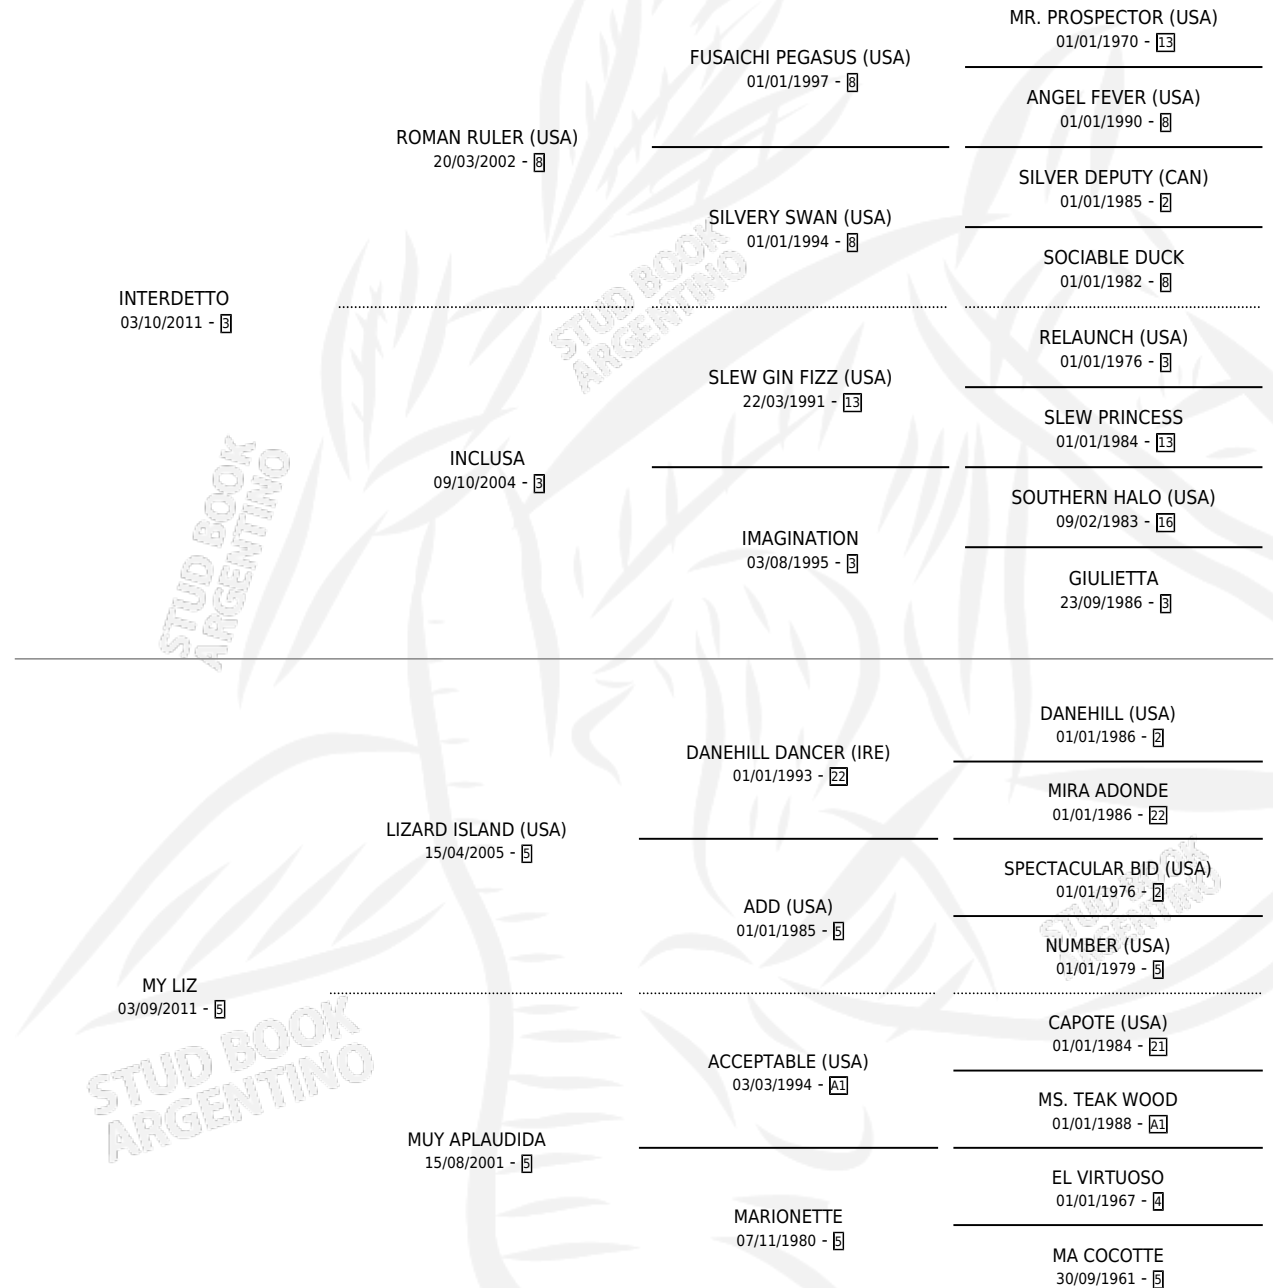 MR. PROSPECTOR (USA)
01/01/1970 - 13
FUSAICHI PEGASUS (USA)
01/01/1997 - 8
ANGEL FEVER (USA)
01/01/1990 - 8
ROMAN RULER (USA)
20/03/2002 - 8
SILVER DEPUTY (CAN)
01/01/1985 - 2
SILVERY SWAN (USA)
01/01/1994 - 8
SOCIABLE DUCK
01/01/1982 - 8
INTERDETTO
03/10/2011 - 3
RELAUNCH (USA)
01/01/1976 - 3
SLEW GIN FIZZ (USA)
22/03/1991 - 13
SLEW PRINCESS
01/01/1984 - 13
INCLUSA
09/10/2004 - 3
SOUTHERN HALO (USA)
09/02/1983 - 16
IMAGINATION
03/08/1995 - 3
GIULIETTA
23/09/1986 - 3
DANEHILL (USA)
01/01/1986 - 2
DANEHILL DANCER (IRE)
01/01/1993 - 22
MIRA ADONDE
01/01/1986 - 22
LIZARD ISLAND (USA)
15/04/2005 - 5
SPECTACULAR BID (USA)
01/01/1976 - 2
ADD (USA)
01/01/1985 - 5
NUMBER (USA)
01/01/1979 - 5
MY LIZ
03/09/2011 - 5
CAPOTE (USA)
01/01/1984 - 21
ACCEPTABLE (USA)
03/03/1994 - A1
MS. TEAK WOOD
01/01/1988 - A1
MUY APLAUDIDA
15/08/2001 - 5
EL VIRTUOSO
01/01/1967 - 4
MARIONETTE
07/11/1980 - 5
MA COCOTTE
30/09/1961 - 5
STUD BOOK
ARGENTINO
STUD BOOK
ARGENTINO
STUD BOOK
ARGENTINO
STUD BOOK
ARGENTINO